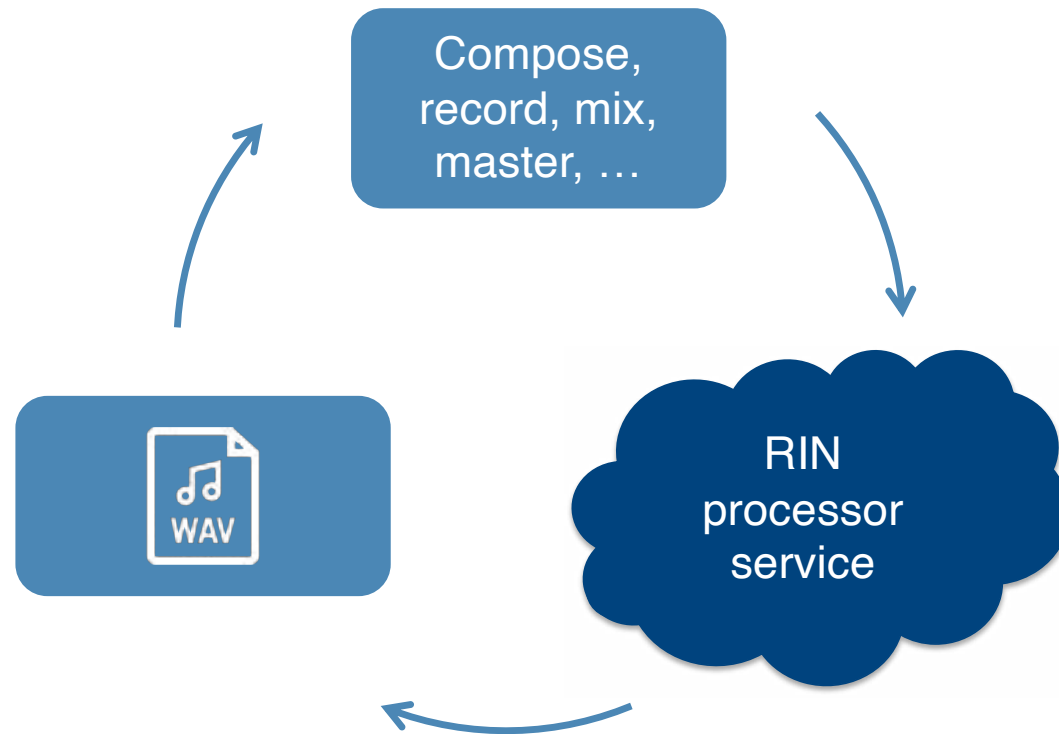 Compose,
record, mix,
master, …
RIN
processor
service
WAV